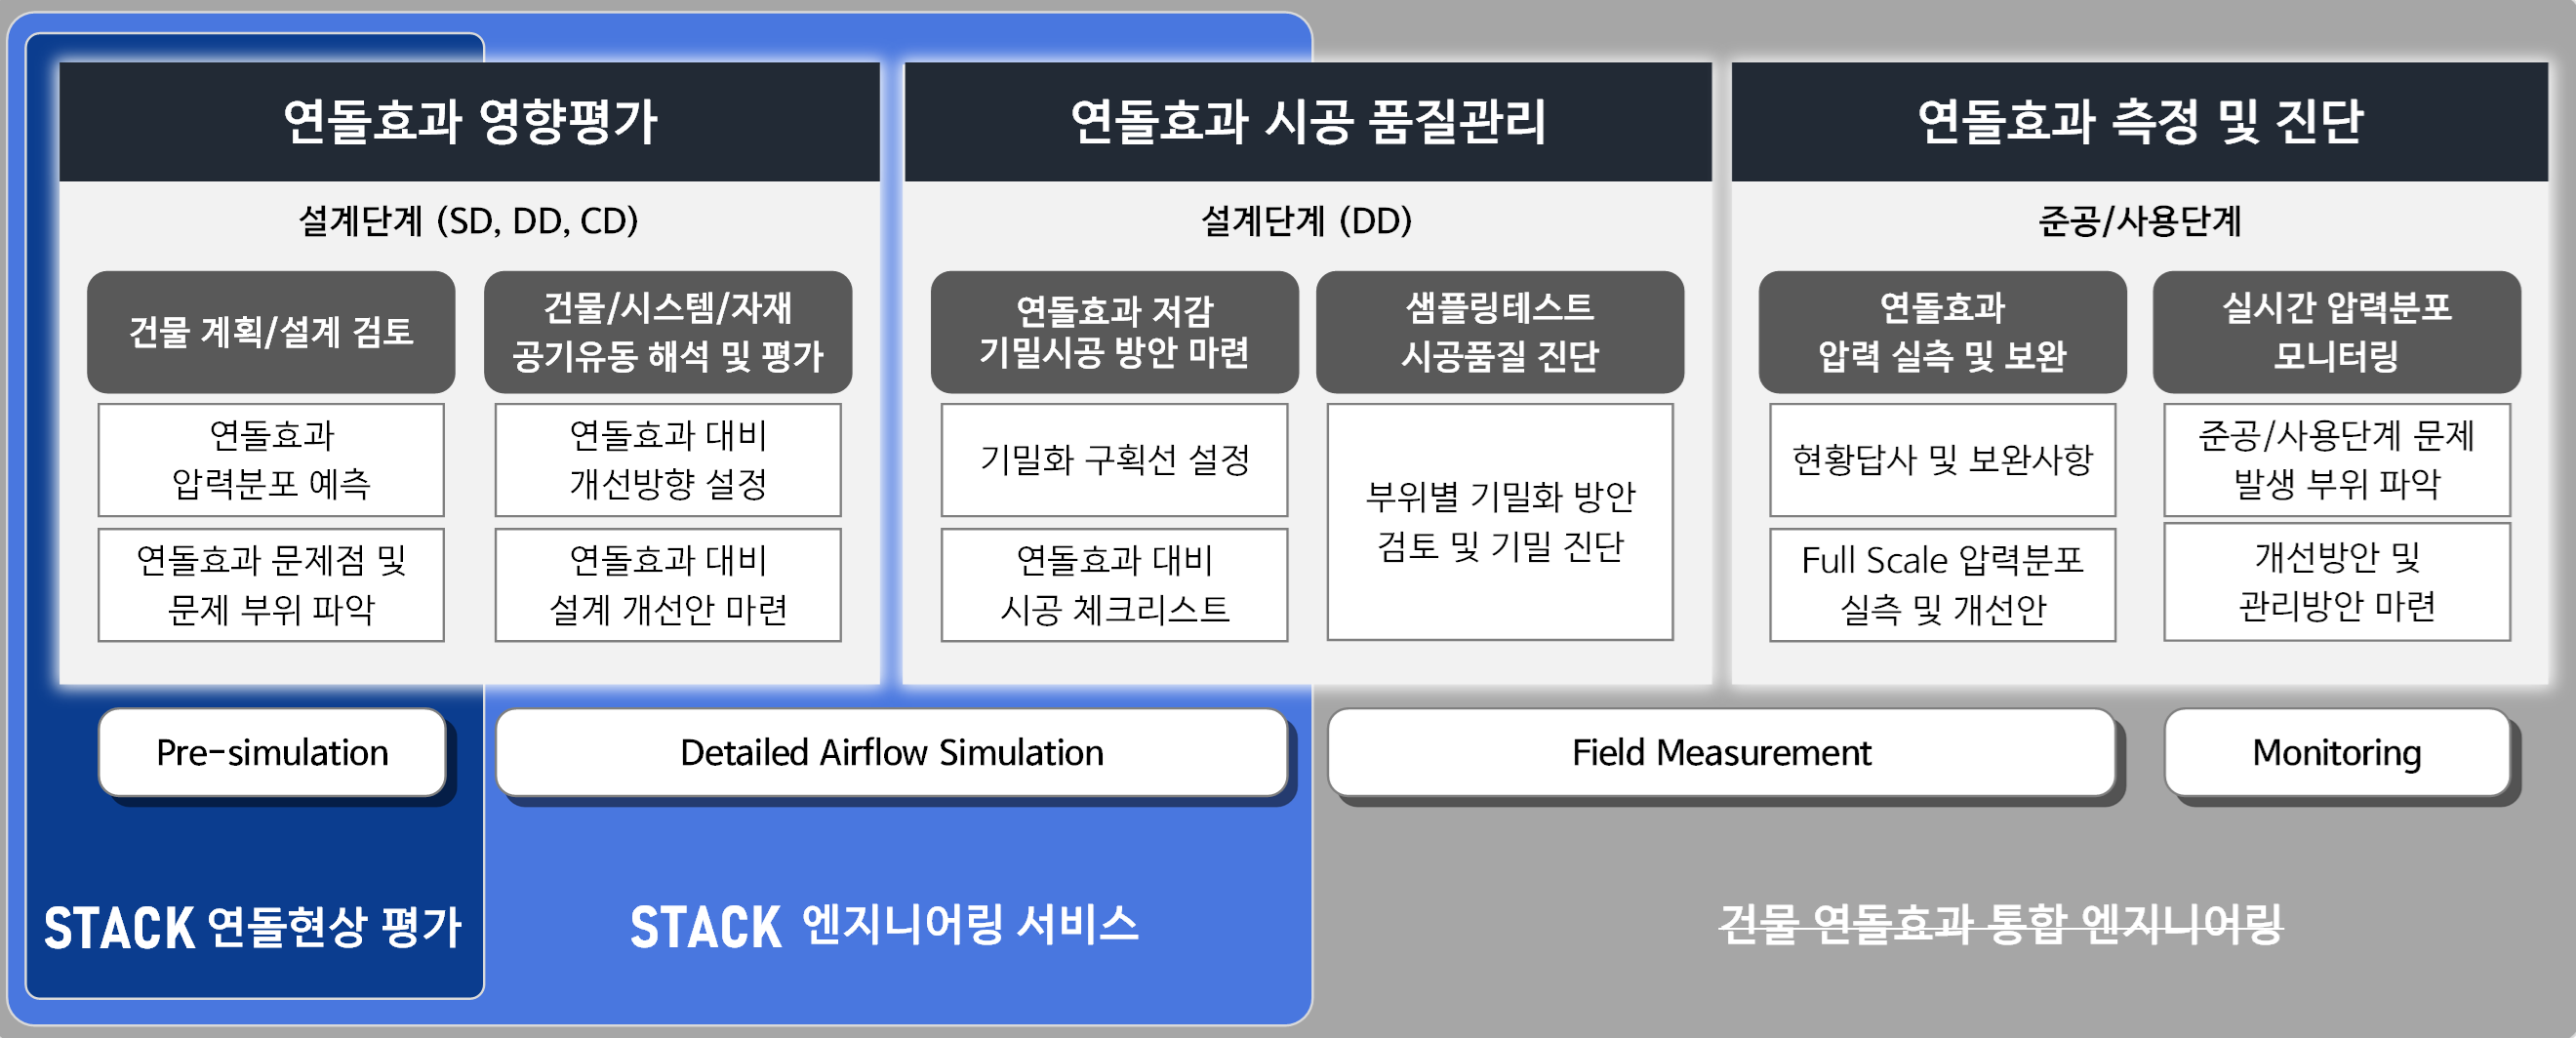 연돌효과 영향평가
설계단계 (SD, DD, CD)
건물 계획/설계 검토
연돌효과
압력분포 예측
연돌효과 문제점 및
문제 부위 파악
건물/시스템/자재
공기유동 해석 및 평가
연돌효과 대비
개선방향 설정
연돌효과 대비
설계 개선안 마련
연돌효과 시공 품질관리
설계단계 (DD)
연돌효과 저감
기밀시공 방안 마련
기밀화 구획선 설정
연돌효과 대비
시공 체크리스트
샘플링테스트
시공품질 진단
부위별 기밀화 방안
검토 및 기밀 진단
연돌효과 측정 및 진단
준공/사용단계
연돌효과
압력 실측 및 보완
현황답사 및 보완사항
Full Scale 압력분포
실측 및 개선안
실시간 압력분포
모니터링
준공/사용단계 문제
발생 부위 파악
개선방안 및
관리방안 마련
Pre-simulation
Detailed Airflow Simulation
Field Measurement
Monitoring
STACK 연돌현상 평가
STACK 엔지니어링 서비스
건물 연돌효과 통합 엔지니어링